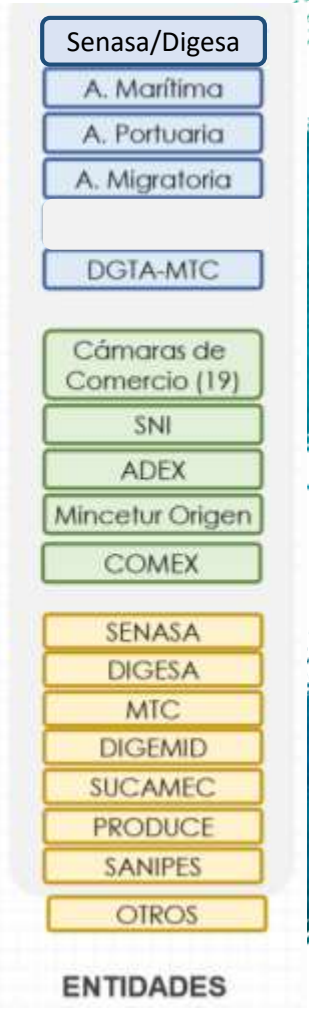 Senasa/Digesa
A. Marítima
A. Portuaria
A. Migratoria
DGTA-MTC
Cámaras de
Comercio (19)
SNI
ADEX
Mincetur Origen
COMEX
SENASA
DIGESA
MTC
DIGEMID
SUCAMEC
PRODUCE
SANIPES
OTROS
ENTIDADES